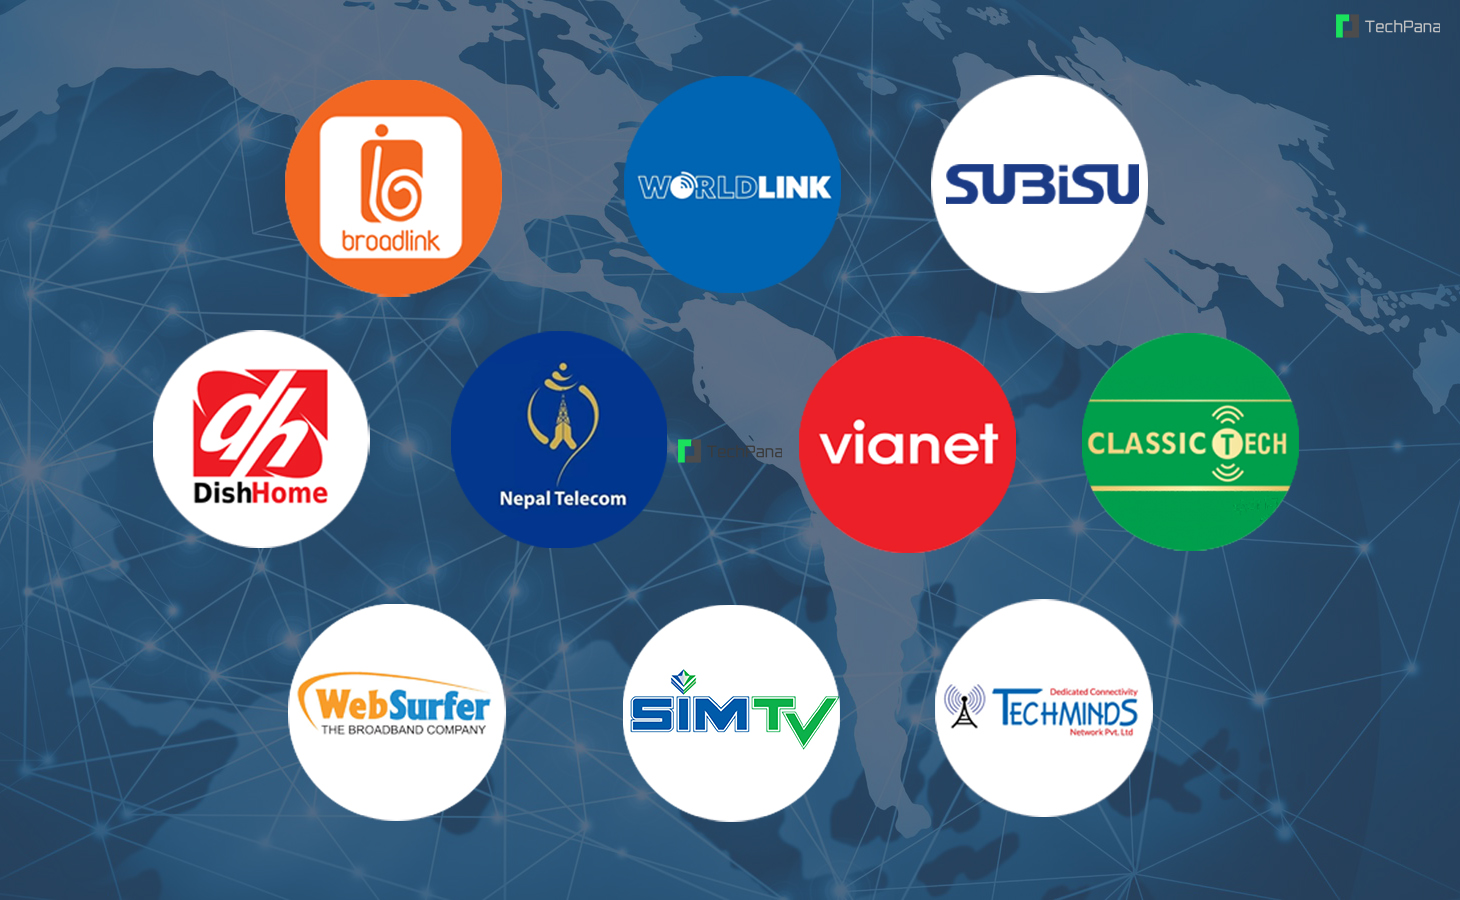 TechPana
broadlink
WORLDLINK
SUBiSU
dh
DishHome
Nepal Telecom
TechPana
vianet
CLASSIC TECH
WebSurfer
THE BROADBAND COMPANY
SIMTV
Dedicated Connectivity
TECHMINDS
Network Pvt. Ltd